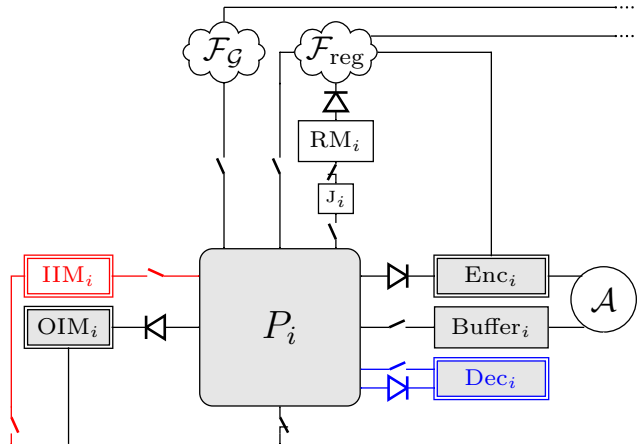 ℱ_𝒢
ℱ_reg
RM_i
J_i
IIM_i
Enc_i
𝒜
OIM_i
P_i
Buffer_i
Dec_i